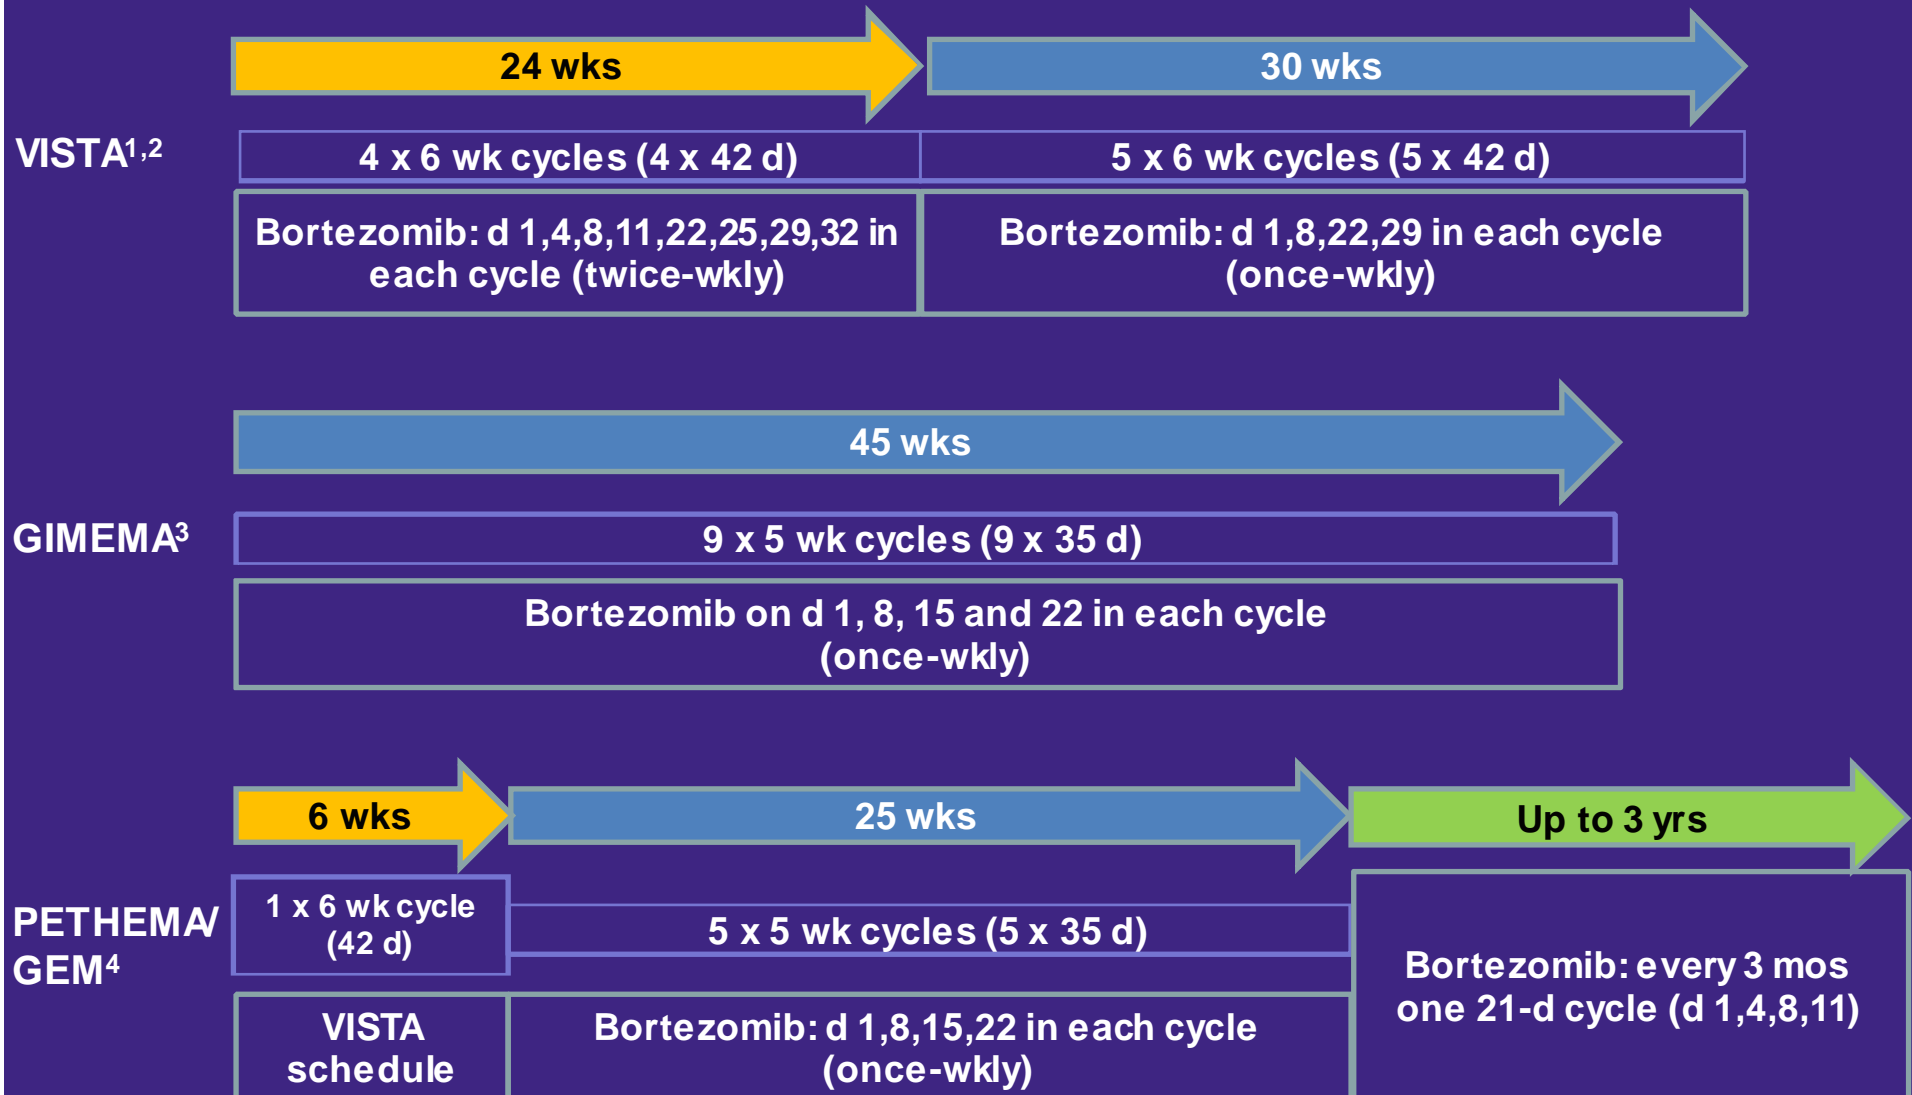 24 wks
30 wks
VISTA1,2
4 x 6 wk cycles (4 x 42 d)
5 x 6 wk cycles (5 x 42 d)
Bortezomib: d 1,4,8,11,22,25,29,32 in
each cycle (twice-wkly)
Bortezomib: d 1,8,22,29 in each cycle
(once-wkly)
45 wks
GIMEMA3
9 x 5 wk cycles (9 x 35 d)
Bortezomib on d 1, 8, 15 and 22 in each cycle
(once-wkly)
6 wks
25 wks
Up to 3 yrs
PETHEMA/
GEM4
1 x 6 wk cycle
(42 d)
5 x 5 wk cycles (5 x 35 d)
VISTA
schedule
Bortezomib: d 1,8,15,22 in each cycle
(once-wkly)
Bortezomib: every 3 mos
one 21-d cycle (d 1,4,8,11)